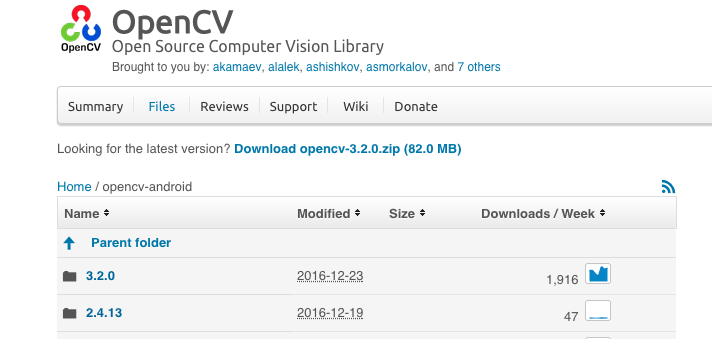 OpenCV
OpenCV
Open Source Computer Vision Library
Brought to you by: akamaev, alalek, ashishkov, asmorkalov, and 7 others
Summary Files Reviews Support Wiki Donate
Looking for the latest version? Download opencv-3.2.0.zip (82.0 MB)
Home / opencv-android
Name Modified Size Downloads / Week
Parent folder
3.2.0 2016-12-23 1,916
2.4.13 2016-12-19 47